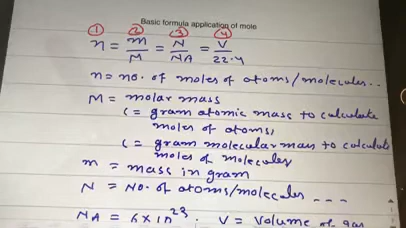 Basic formula application of mole
① ② ③ ④
n = m/M = N/NA = V/22.4
n = no. of moles of atoms/molecules..
M = molar mass
(= gram atomic mass to calculate
moles of atoms,
(= gram molecular mass to calculate
moles of molecules
m = mass in gram
N = No. of atoms/molecules ---
NA = 6×10²³. V = Volume of gas